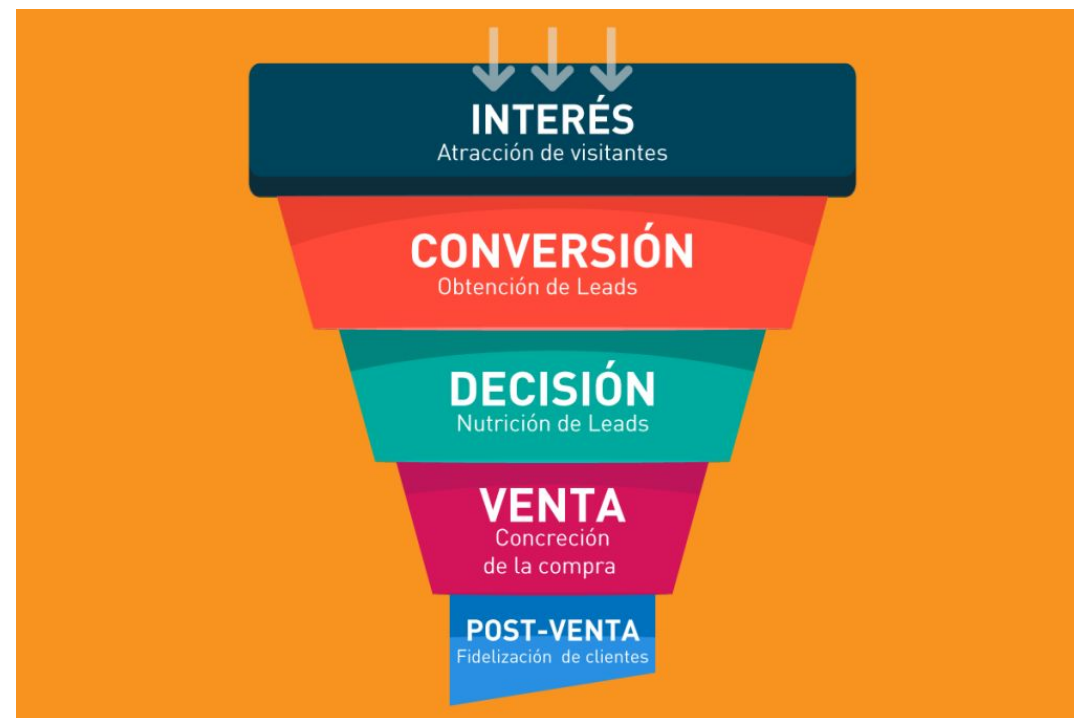 INTERÉS
Atracción de visitantes
CONVERSIÓN
Obtención de Leads
DECISIÓN
Nutrición de Leads
VENTA
Concreción
de la compra
POST-VENTA
Fidelización de clientes